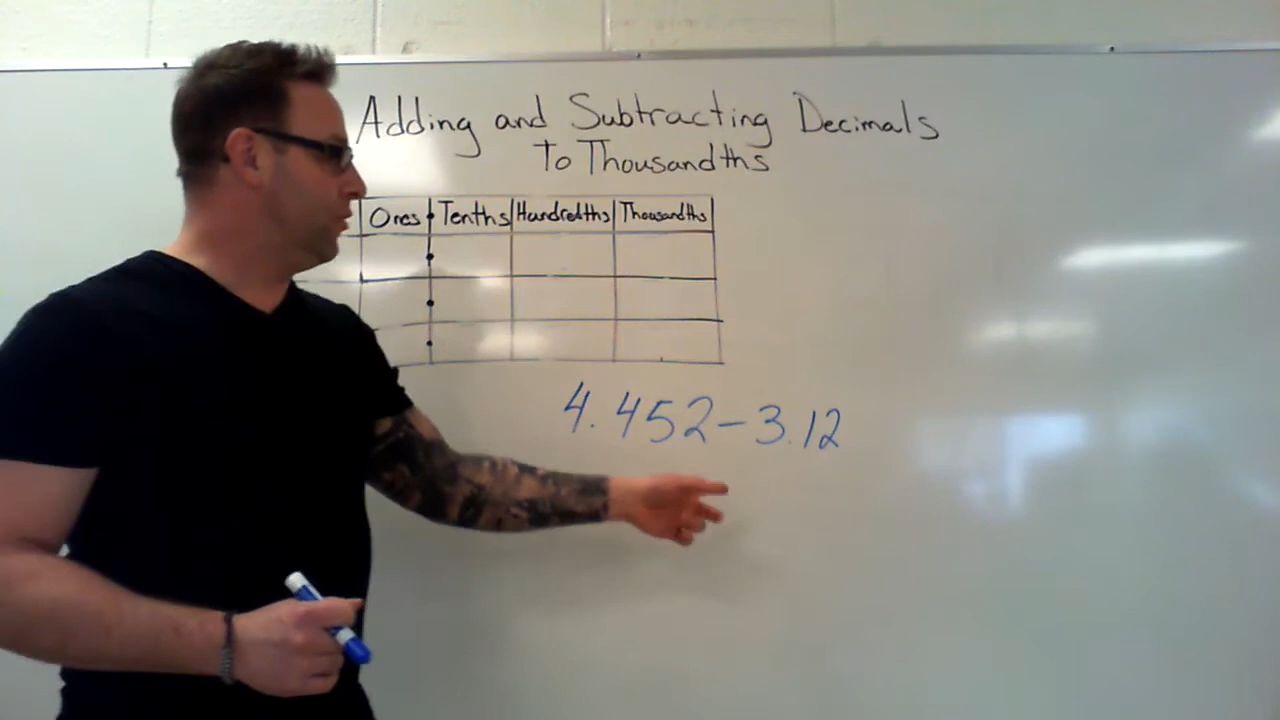 Adding and Subtracting Decimals
To Thousandths
Ones Tenths Hundredths Thousandths
4.452-3.12